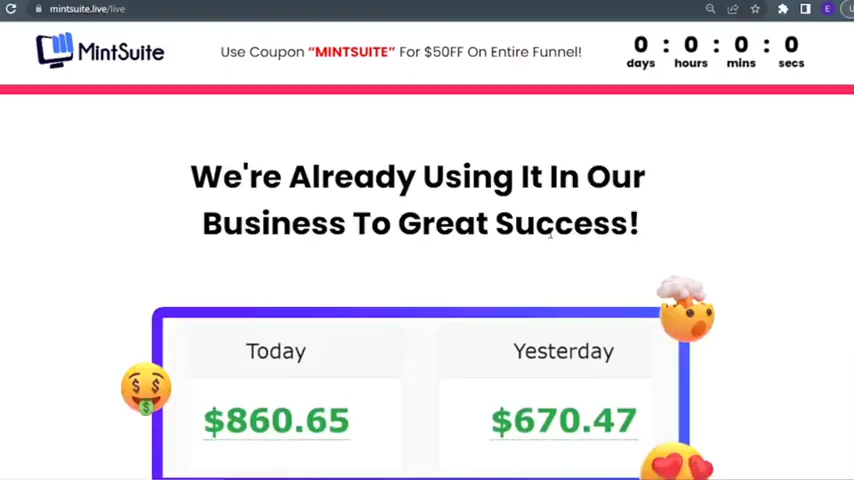 mintsuite.live/live
E
MintSuite
Use Coupon “MINTSUITE” For $50FF On Entire Funnel!
0 : 0 : 0 : 0
days hours mins secs
We're Already Using It In Our
Business To Great Success!
Today Yesterday
$860.65 $670.47